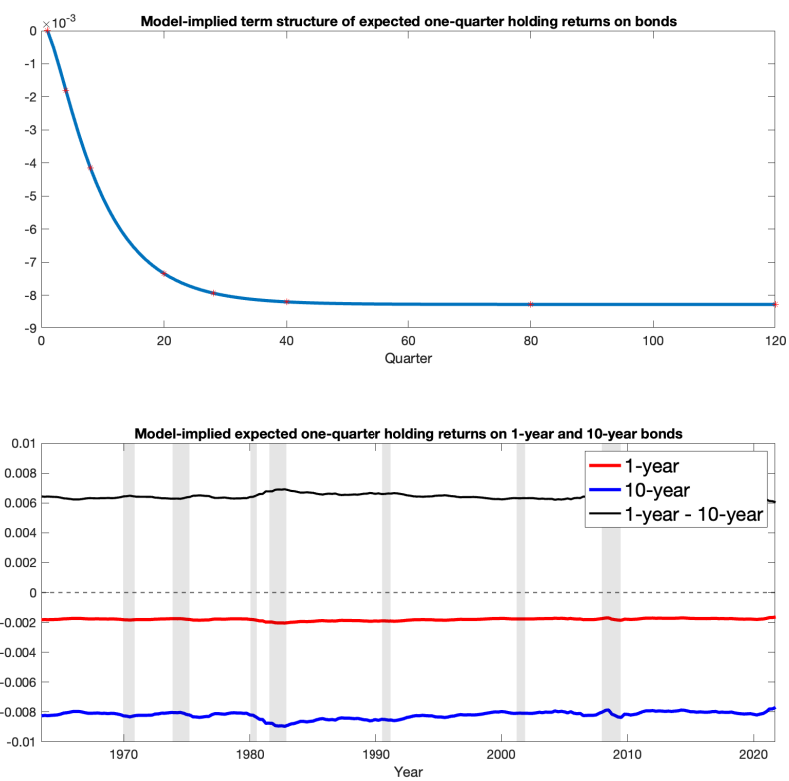 Model-implied term structure of expected one-quarter holding returns on bonds
×10⁻³
0
-1
-2
-3
-4
-5
-6
-7
-8
-9
0 20 40 60 80 100 120
Quarter
Model-implied expected one-quarter holding returns on 1-year and 10-year bonds
0.01
0.008
0.006
0.004
0.002
0
-0.002
-0.004
-0.006
-0.008
-0.01
1-year
10-year
1-year - 10-year
1970 1980 1990 2000 2010 2020
Year